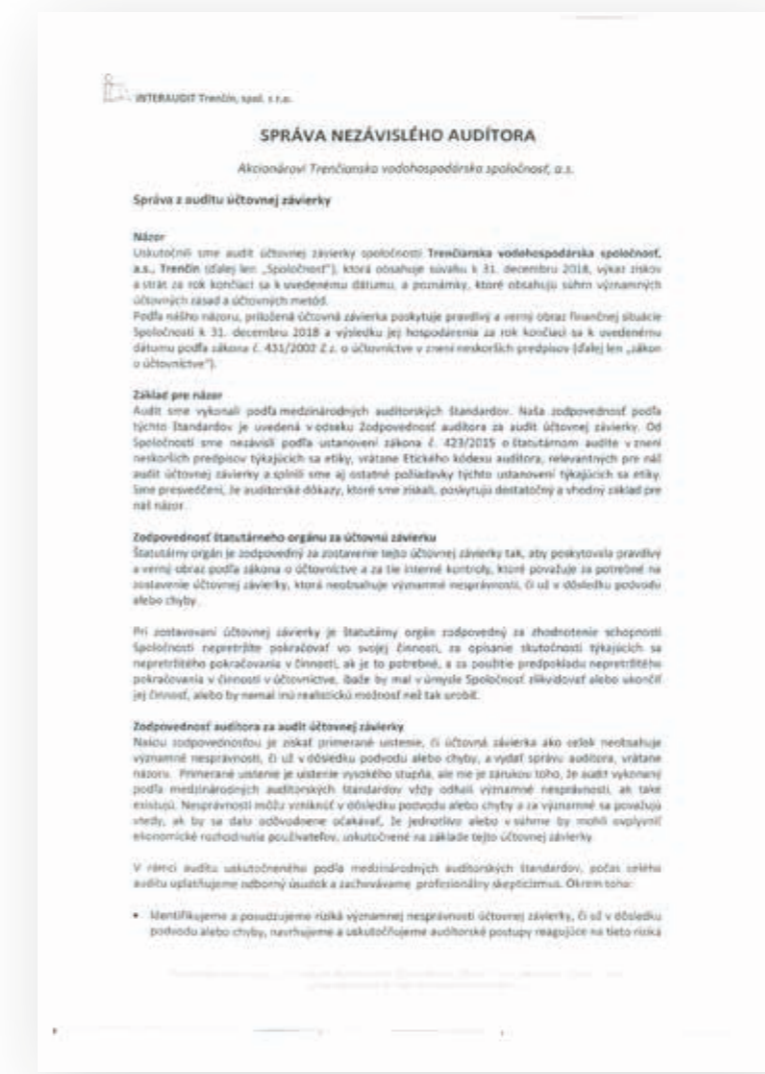 INTERAUDIT Trenčín, spol. s r.o.
SPRÁVA NEZÁVISLÉHO AUDÍTORA
Akcionárovi Trenčianska vodohospodárska spoločnosť, a.s.
Správa z auditu účtovnej závierky
Názor
Uskutočnili sme audit účtovnej závierky spoločnosti Trenčianska vodohospodárska spoločnosť,
a.s., Trenčín (ďalej len „Spoločnosť"), ktorá obsahuje súvahu k 31. decembru 2018, výkaz ziskov
a strát za rok končiaci sa k uvedenému dátumu, a poznámky, ktoré obsahujú súhrn významných
účtovných zásad a účtovných metód.
Podľa nášho názoru, priložená účtovná závierka poskytuje pravdivý a verný obraz finančnej situácie
Spoločnosti k 31. decembru 2018 a výsledku jej hospodárenia za rok končiaci sa k uvedenému
dátumu podľa zákona č. 431/2002 Z.z. o účtovníctve v znení neskorších predpisov (ďalej len „zákon
o účtovníctve").
Základ pre názor
Audit sme vykonali podľa medzinárodných audítorských štandardov. Naša zodpovednosť podľa
týchto štandardov je uvedená v odseku Zodpovednosť audítora za audit účtovnej závierky. Od
Spoločnosti sme nezávislí podľa ustanovení zákona č. 423/2015 o štatutárnom audite v znení
neskorších predpisov týkajúcich sa etiky, vrátane Etického kódexu audítora, relevantných pre náš
audit účtovnej závierky a splnili sme aj ostatné požiadavky týchto ustanovení týkajúcich sa etiky.
Sme presvedčení, že audítorské dôkazy, ktoré sme získali, poskytujú dostatočný a vhodný základ pre
náš názor.
Zodpovednosť štatutárneho orgánu za účtovnú závierku
Štatutárny orgán je zodpovedný za zostavenie tejto účtovnej závierky tak, aby poskytovala pravdivý
a verný obraz podľa zákona o účtovníctve a za tie interné kontroly, ktoré považuje za potrebné na
zostavenie účtovnej závierky, ktorá neobsahuje významné nesprávnosti, či už v dôsledku podvodu
alebo chyby.
Pri zostavovaní účtovnej závierky je štatutárny orgán zodpovedný za zhodnotenie schopnosti
Spoločnosti nepretržite pokračovať vo svojej činnosti, za opísanie skutočností týkajúcich sa
nepretržitého pokračovania v činnosti, ak je to potrebné, a za použitie predpokladu nepretržitého
pokračovania v činnosti v účtovníctve, ibaže by mal v úmysle Spoločnosť zlikvidovať alebo ukončiť
jej činnosť, alebo by nemal inú realistickú možnosť než tak urobiť.
Zodpovednosť audítora za audit účtovnej závierky
Našou zodpovednosťou je získať primerané uistenie, či účtovná závierka ako celok neobsahuje
významné nesprávnosti, či už v dôsledku podvodu alebo chyby, a vydať správu audítora, vrátane
názoru. Primerané uistenie je uistenie vysokého stupňa, ale nie je zárukou toho, že audit vykonaný
podľa medzinárodných audítorských štandardov vždy odhalí významné nesprávnosti, ak také
existujú. Nesprávnosti môžu vzniknúť v dôsledku podvodu alebo chyby a za významné sa považujú
vtedy, ak by sa dalo odôvodnene očakávať, že jednotlivo alebo v súhrne by mohli ovplyvniť
ekonomické rozhodnutia používateľov, uskutočnené na základe tejto účtovnej závierky.
V rámci auditu uskutočneného podľa medzinárodných audítorských štandardov, počas celého
auditu uplatňujeme odborný úsudok a zachovávame profesionálny skepticizmus. Okrem toho:
• Identifikujeme a posudzujeme riziká významnej nesprávnosti účtovnej závierky, či už v dôsledku
podvodu alebo chyby, navrhujeme a uskutočňujeme audítorské postupy reagujúce na tieto riziká